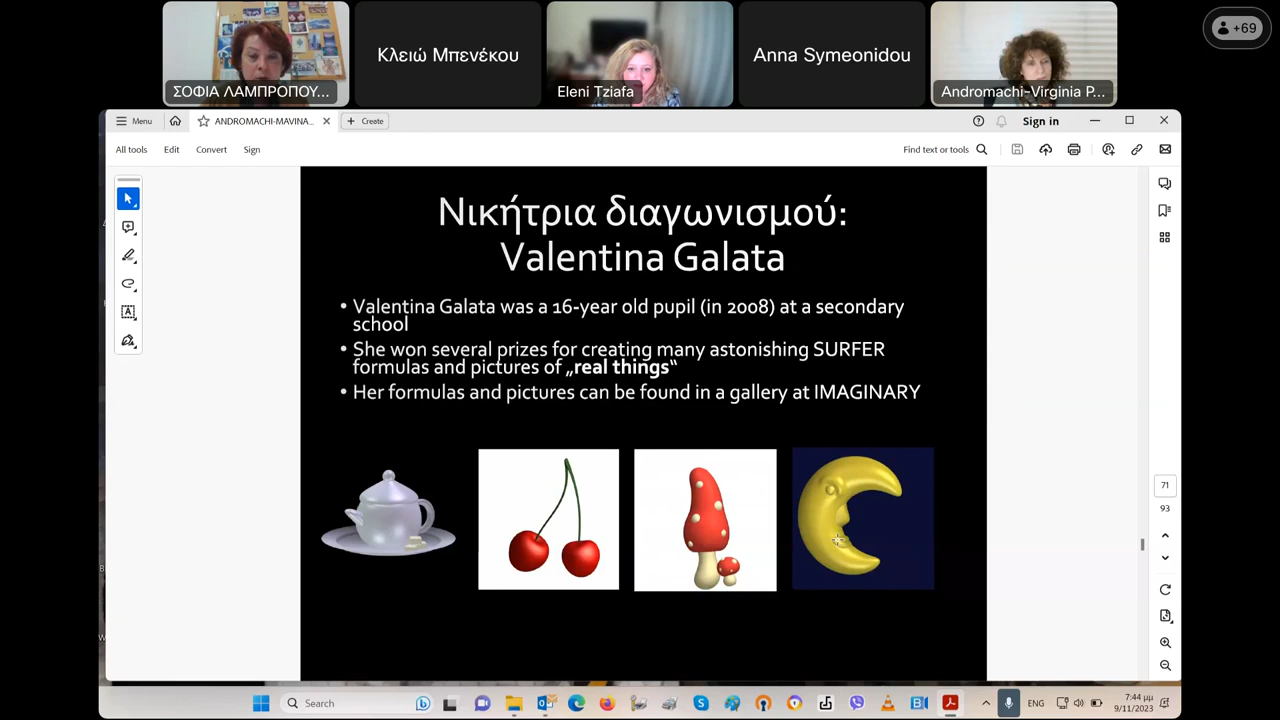 +69
ΣΟΦΙΑ ΛΑΜΠΡΟΠΟΥ...
Κλειώ Μπενέκου
Eleni Tziafa
Anna Symeonidou
Andromachi-Virginia P...
Menu
ANDROMACHI-MAVINA...
Create
Sign in
All tools
Edit
Convert
Sign
Find text or tools
Νικήτρια διαγωνισμού:
Valentina Galata
• Valentina Galata was a 16-year old pupil (in 2008) at a secondary
school
• She won several prizes for creating many astonishing SURFER
formulas and pictures of „real things“
• Her formulas and pictures can be found in a gallery at IMAGINARY
71
93
Search
ENG
7:44 μμ
9/11/2023